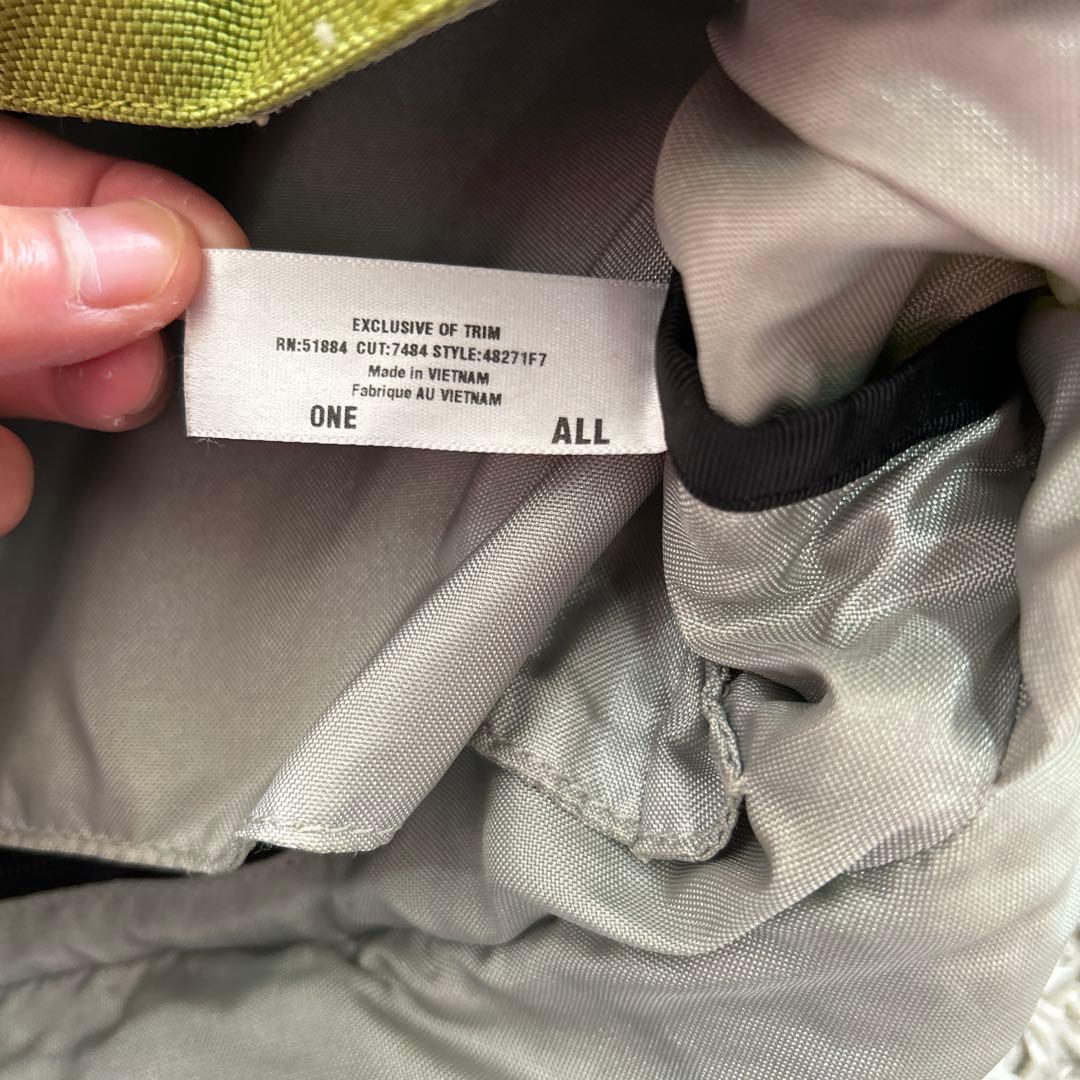 EXCLUSIVE OF TRIM
RN:51884 CUT:7484 STYLE:48271F7
Made in VIETNAM
Fabrique AU VIETNAM
ONE ALL